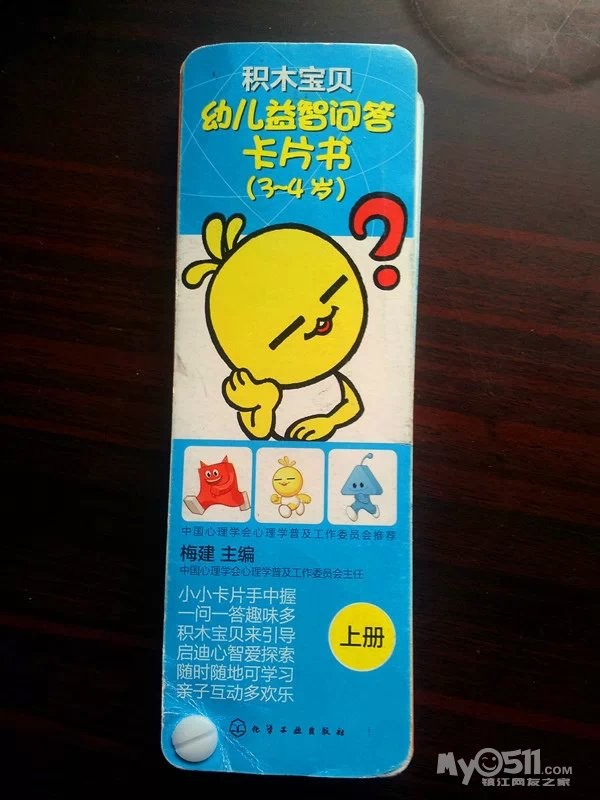 积木宝贝
幼儿益智问答
卡片书
(3~4岁)
?
中国心理学会心理学普及工作委员会推荐
梅建 主编
中国心理学会心理学普及工作委员会主任
小小卡片手中握
一问一答趣味多
积木宝贝来引导
启迪心智爱探索
随时随地可学习
亲子互动多欢乐
上册
化学工业出版社
My0511.com
镇江网友之家